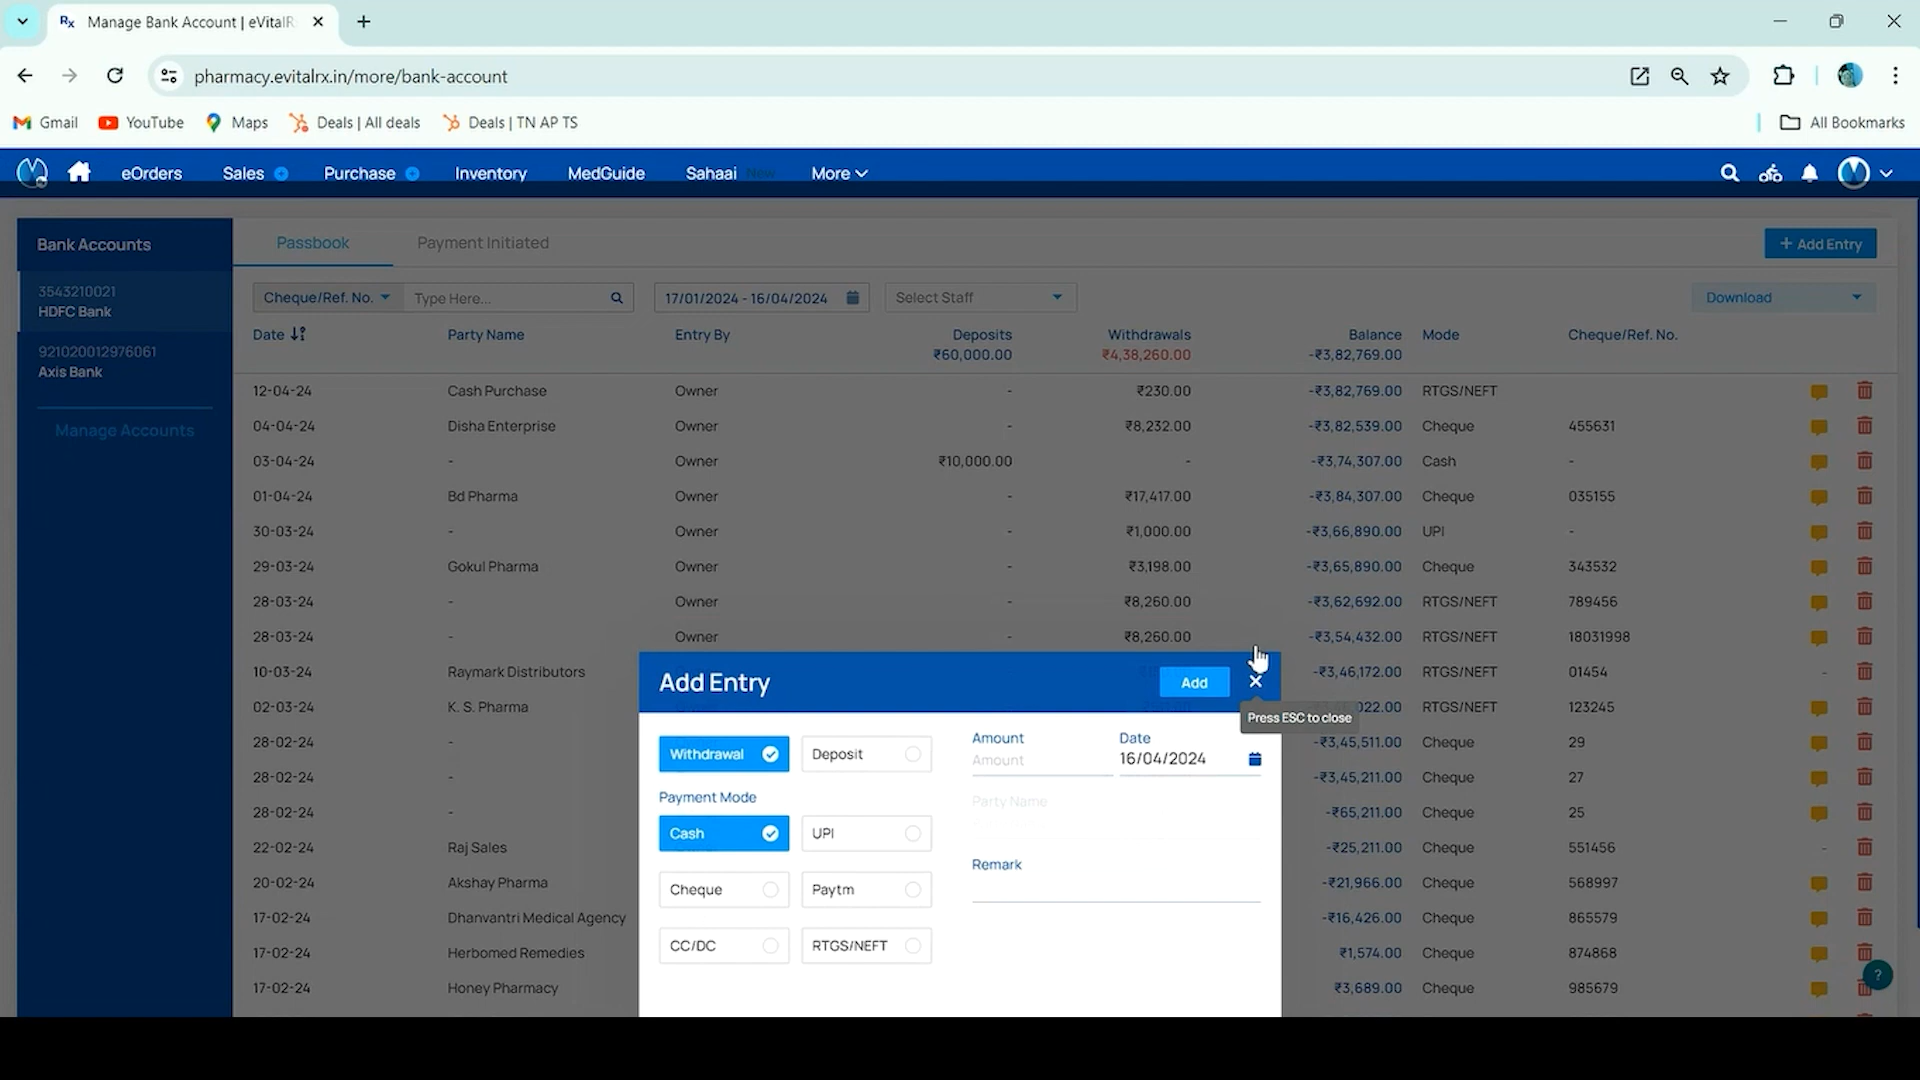 Manage Bank Account | eVitalR
pharmacy.evitalrx.in/more/bank-account
Gmail YouTube Maps Deals | All deals Deals | TN AP TS All Bookmarks
eOrders Sales Purchase Inventory MedGuide Sahaai New More
Bank Accounts
3543210021
HDFC Bank
921020012976061
Axis Bank
Manage Accounts
Passbook Payment Initiated + Add Entry
Cheque/Ref. No. Type Here... 17/01/2024 - 16/04/2024 Select Staff Download
Date Party Name Entry By Deposits Withdrawals Balance Mode Cheque/Ref. No.
₹60,000.00 ₹4,38,260.00 -₹3,82,769.00
12-04-24 Cash Purchase Owner - ₹230.00 -₹3,82,769.00 RTGS/NEFT
04-04-24 Disha Enterprise Owner - ₹8,232.00 -₹3,82,539.00 Cheque 455631
03-04-24 - Owner ₹10,000.00 - -₹3,74,307.00 Cash -
01-04-24 Bd Pharma Owner - ₹17,417.00 -₹3,84,307.00 Cheque 035155
30-03-24 - Owner - ₹1,000.00 -₹3,66,890.00 UPI -
29-03-24 Gokul Pharma Owner - ₹3,198.00 -₹3,65,890.00 Cheque 343532
28-03-24 - Owner - ₹8,260.00 -₹3,62,692.00 RTGS/NEFT 789456
28-03-24 - Owner - ₹8,260.00 -₹3,54,432.00 RTGS/NEFT 18031998
10-03-24 Raymark Distributors -₹3,46,172.00 RTGS/NEFT 01454 -
02-03-24 K. S. Pharma 022.00 RTGS/NEFT 123245
28-02-24 - -₹3,45,511.00 Cheque 29
28-02-24 - -₹3,45,211.00 Cheque 27
28-02-24 - -₹65,211.00 Cheque 25
22-02-24 Raj Sales -₹25,211.00 Cheque 551456 -
20-02-24 Akshay Pharma -₹21,966.00 Cheque 568997
17-02-24 Dhanvantri Medical Agency -₹16,426.00 Cheque 865579
17-02-24 Herbomed Remedies ₹1,574.00 Cheque 874868
17-02-24 Honey Pharmacy ₹3,689.00 Cheque 985679
Add Entry Add
Press ESC to close
Withdrawal Deposit
Payment Mode
Cash UPI
Cheque Paytm
CC/DC RTGS/NEFT
Amount Date
Amount 16/04/2024
Party Name
Remark
?